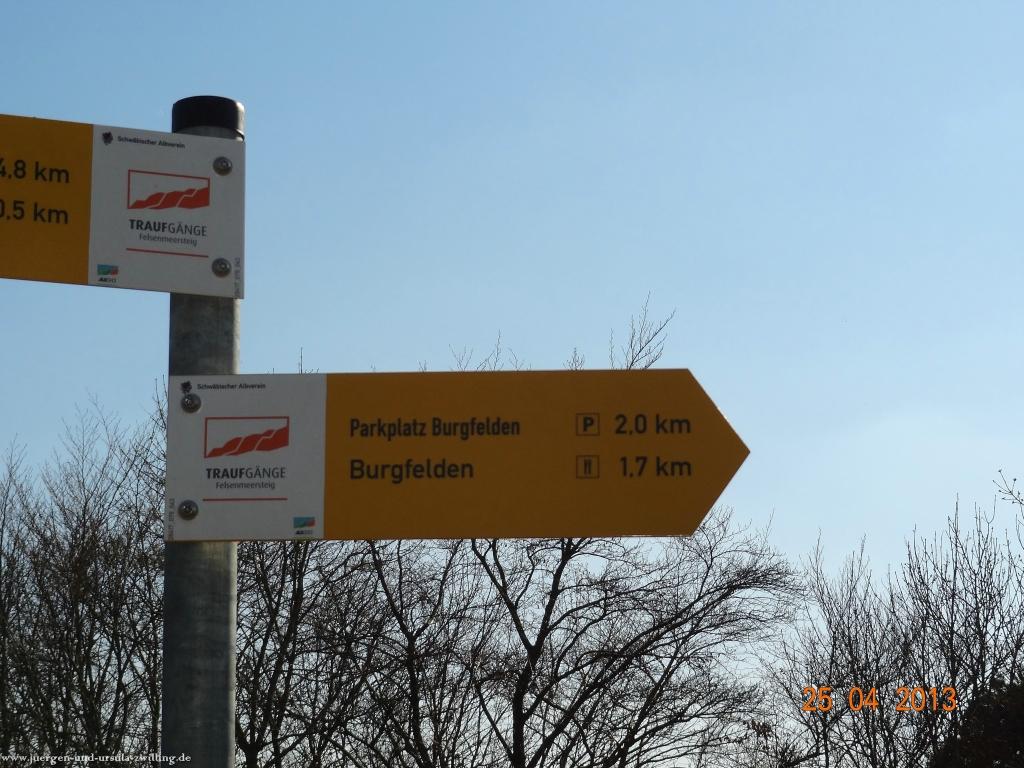 Schwäbischer Albverein
4.8 km
0.5 km
TRAUFGÄNGE
Felsenmeersteig
Schwäbischer Albverein
TRAUFGÄNGE
Felsenmeersteig
Parkplatz Burgfelden P 2,0 km
Burgfelden 1,7 km
25 04 2013
www.juergen-und-ursula-zwilling.de